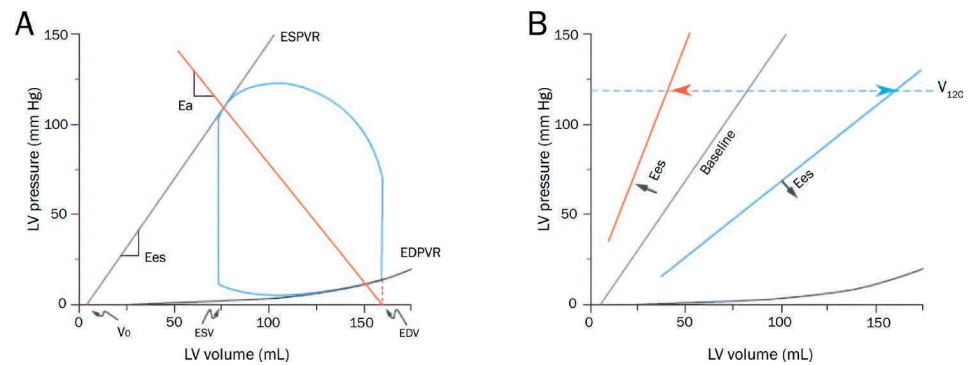 A
150
100
50
0
LV pressure (mm Hg)
ESPVR
Ea
Ees
EDPVR
V0
50
ESV
100
150
EDV
LV volume (mL)
B
150
100
50
0
LV pressure (mm Hg)
V120
Ees
Baseline
Ees
0
50
100
150
LV volume (mL)